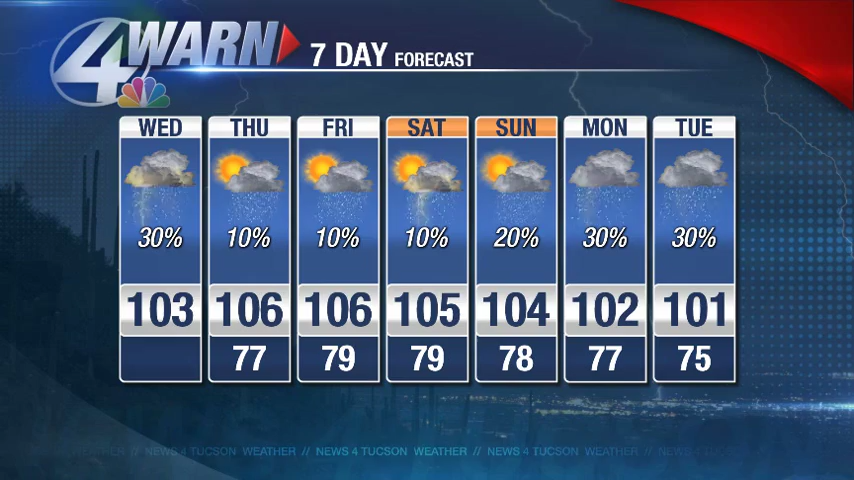 4WARN
7 DAY FORECAST
WED THU FRI SAT SUN MON TUE
30% 10% 10% 10% 20% 30% 30%
103 106 106 105 104 102 101
77 79 79 78 77 75
WEATHER // NEWS 4 TUCSON WEATHER // NEWS 4 TUCSON WEATHER // NEWS 4 TUCSON WEATHER // NEWS 4 TUCSON